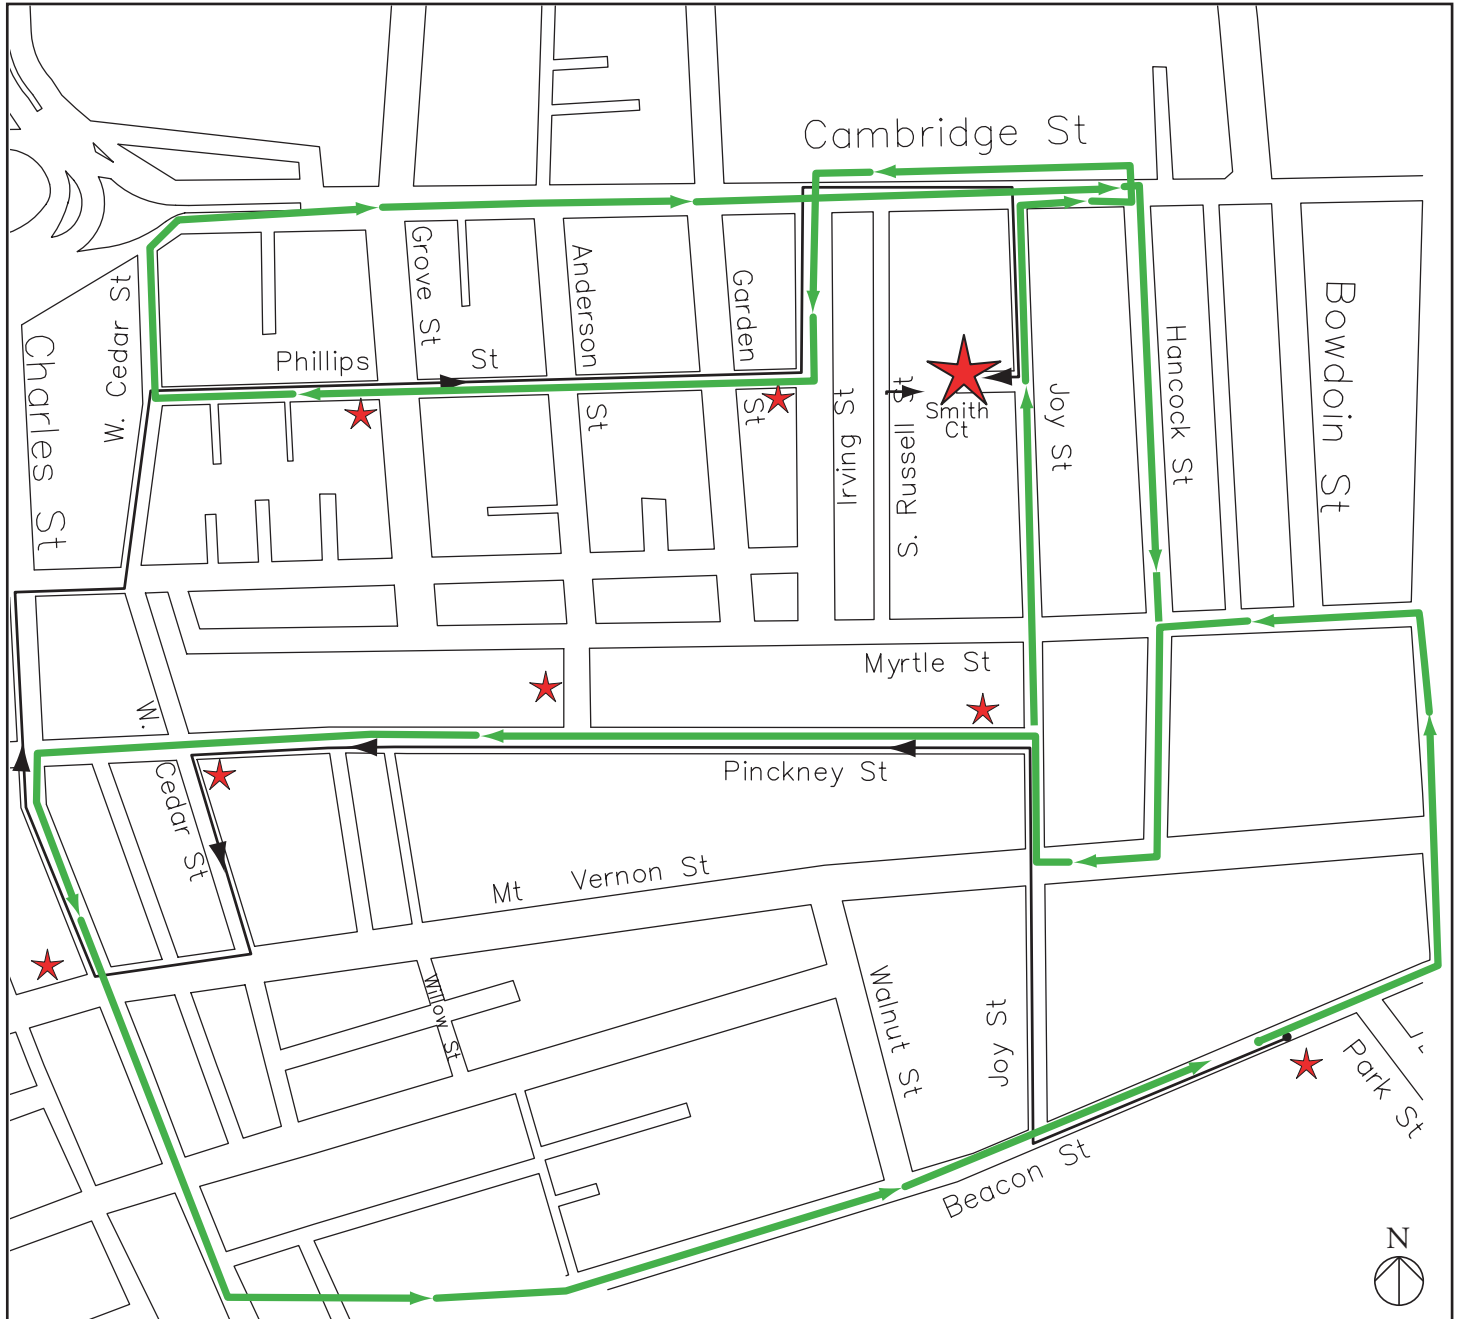 Cambridge St
Grove St
Anderson
Garden
W. Cedar St
Phillips St
Charles St
Hancock St
Bowdoin St
Joy St
Irving St
S. Russell St
Smith
Ct
St
St
Myrtle St
W.
Cedar St
Pinckney St
Mt Vernon St
Willow St
Walnut St
Joy St
Park St
Beacon St
N